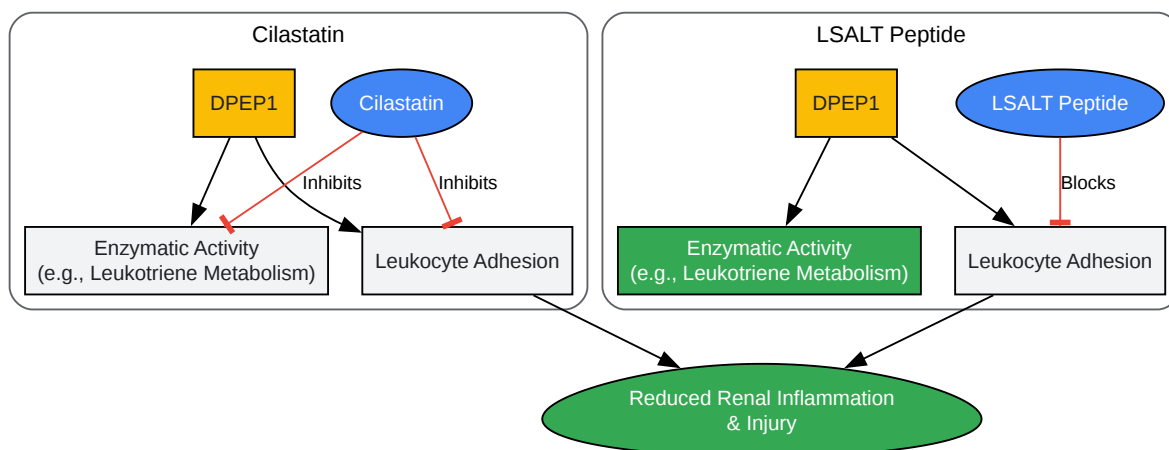 Cilastatin
DPEP1
Cilastatin
Inhibits
Inhibits
Enzymatic Activity
(e.g., Leukotriene Metabolism)
Leukocyte Adhesion
LSALT Peptide
DPEP1
LSALT Peptide
Blocks
Enzymatic Activity
(e.g., Leukotriene Metabolism)
Leukocyte Adhesion
Reduced Renal Inflammation
& Injury